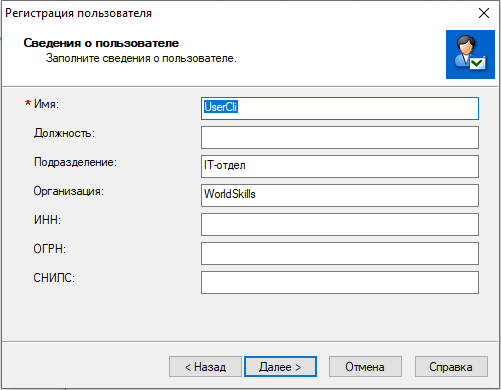 Регистрация пользователя
Сведения о пользователе
Заполните сведения о пользователе.
* Имя: UserCli
Должность:
Подразделение: IT-отдел
Организация: WorldSkills
ИНН:
ОГРН:
СНИЛС:
< Назад Далее > Отмена Справка